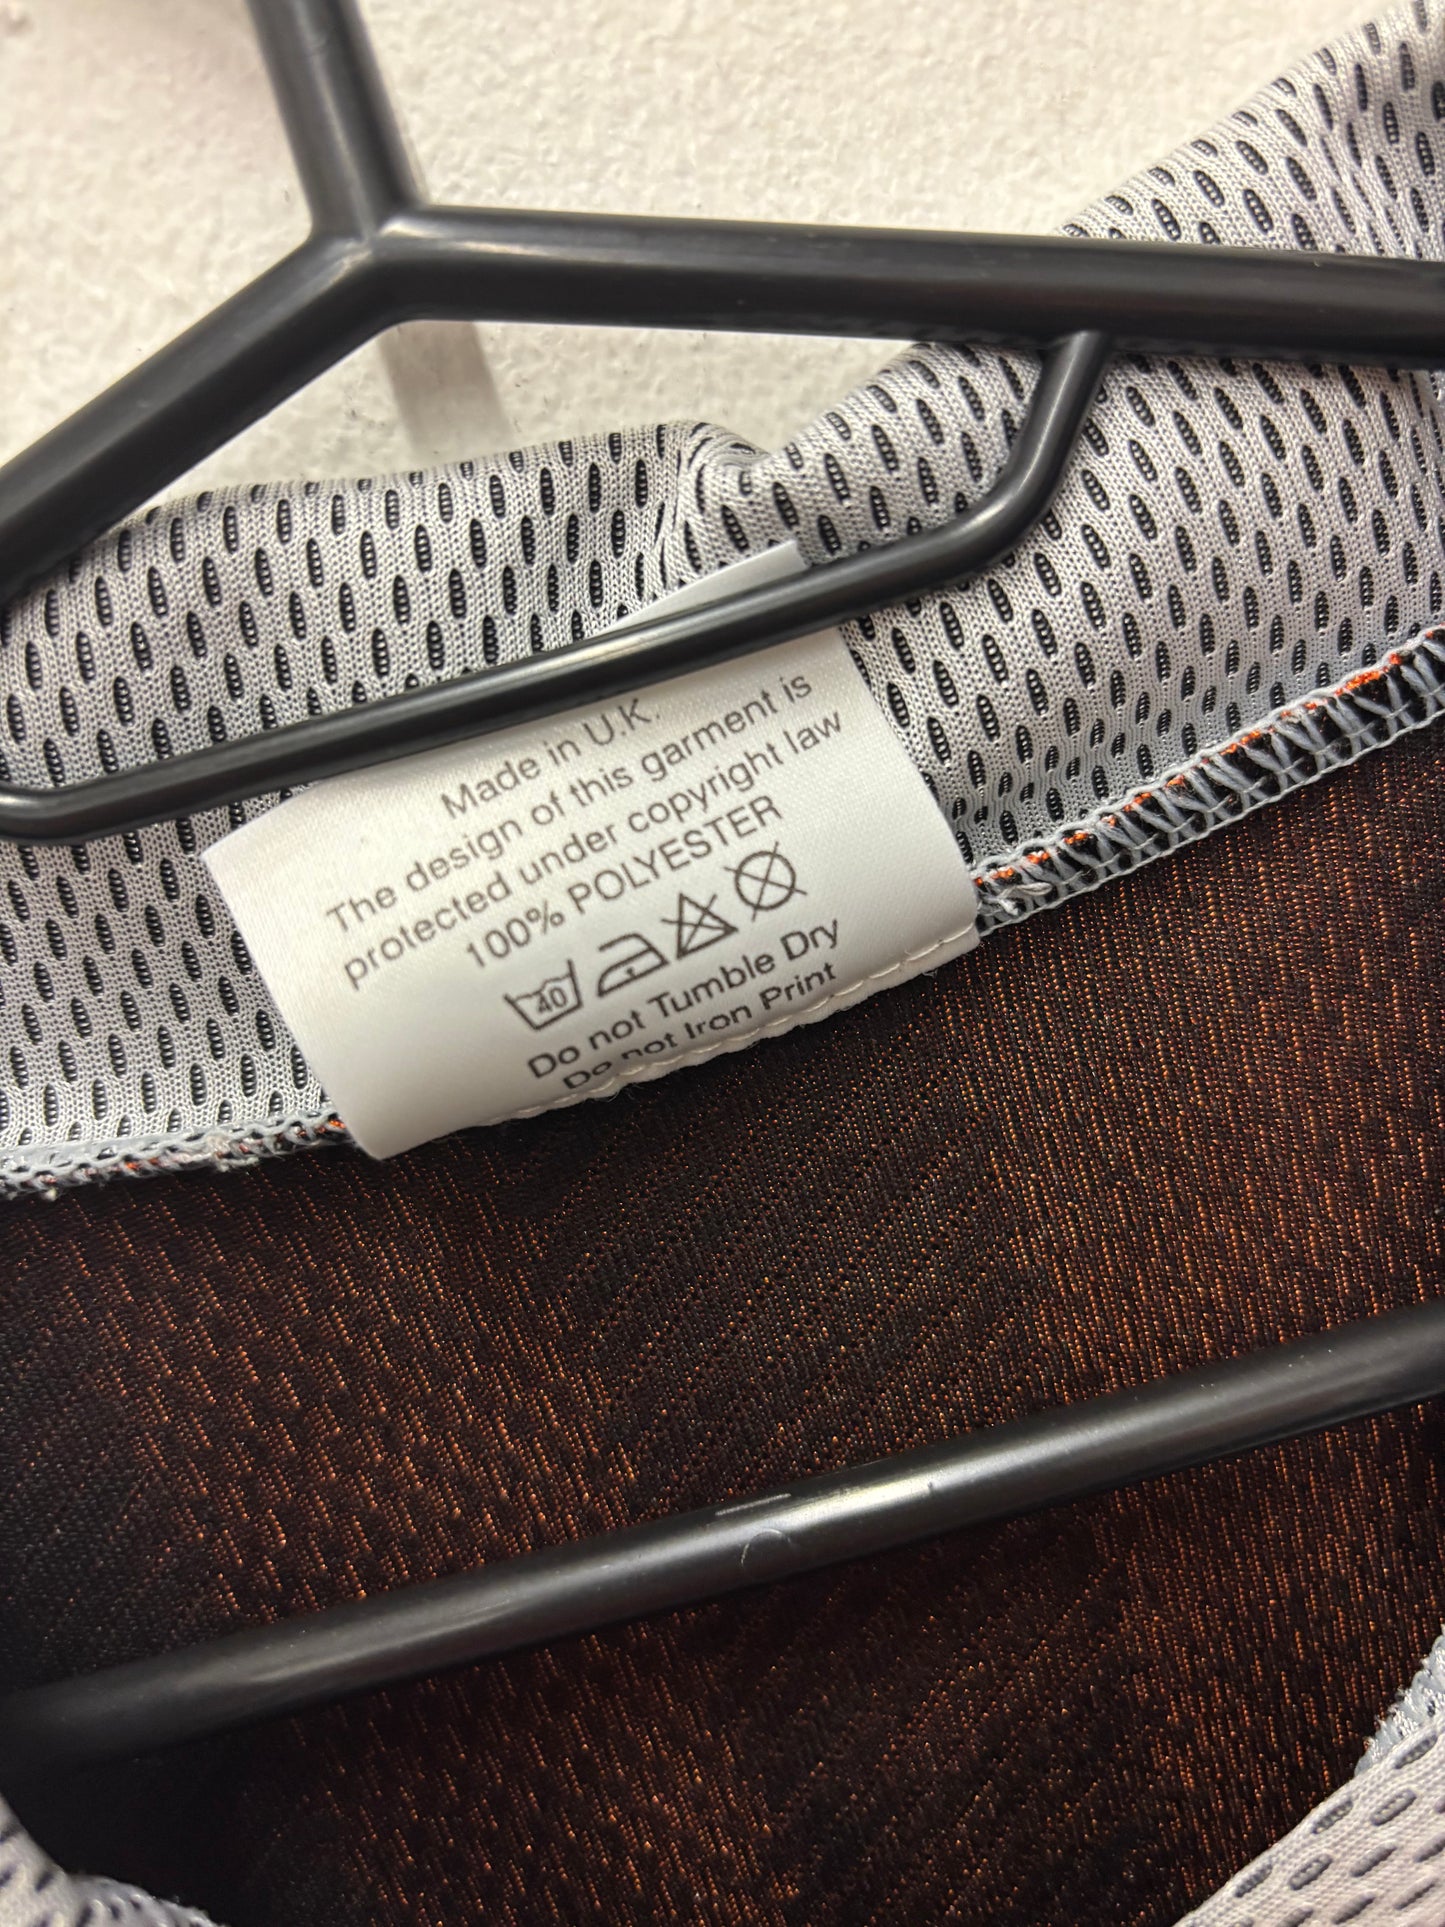 Made in U.K.
The design of this garment is
protected under copyright law
100% POLYESTER
40
Do not Tumble Dry
Do not Iron Print